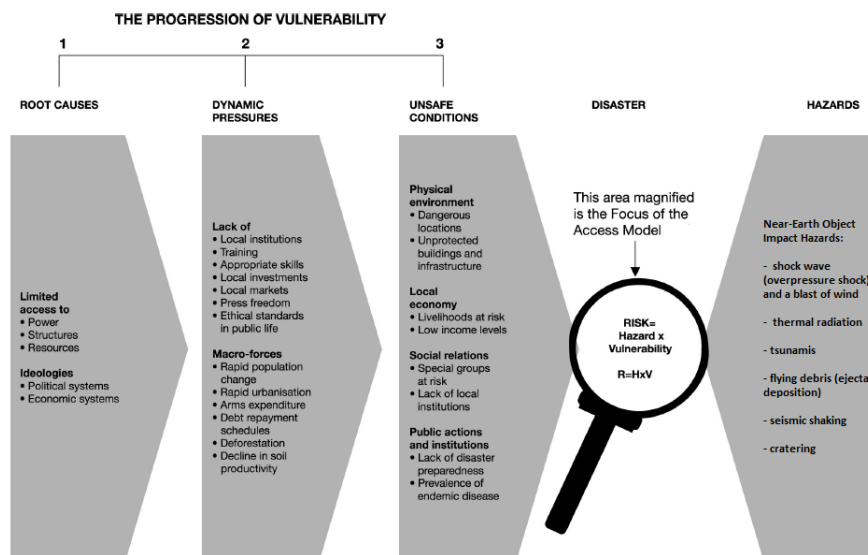 THE PROGRESSION OF VULNERABILITY
1
2
3
ROOT CAUSES
Limited
access to
• Power
• Structures
• Resources
Ideologies
• Political systems
• Economic systems
DYNAMIC
PRESSURES
Lack of
• Local institutions
• Training
• Appropriate skills
• Local investments
• Local markets
• Press freedom
• Ethical standards
in public life
Macro-forces
• Rapid population
change
• Rapid urbanisation
• Arms expenditure
• Debt repayment
schedules
• Deforestation
• Decline in soil
productivity
UNSAFE
CONDITIONS
Physical
environment
• Dangerous
locations
• Unprotected
buildings and
infrastructure
Local
economy
• Livelihoods at risk
• Low income levels
Social relations
• Special groups
at risk
• Lack of local
institutions
Public actions
and institutions
• Lack of disaster
preparedness
• Prevalence of
endemic disease
DISASTER
This area magnified
is the Focus of the
Access Model
RISK=
Hazard x
Vulnerability
R=HxV
HAZARDS
Near-Earth Object
Impact Hazards:
- shock wave
(overpressure shock)
and a blast of wind
- thermal radiation
- tsunamis
- flying debris (ejecta
deposition)
- seismic shaking
- cratering